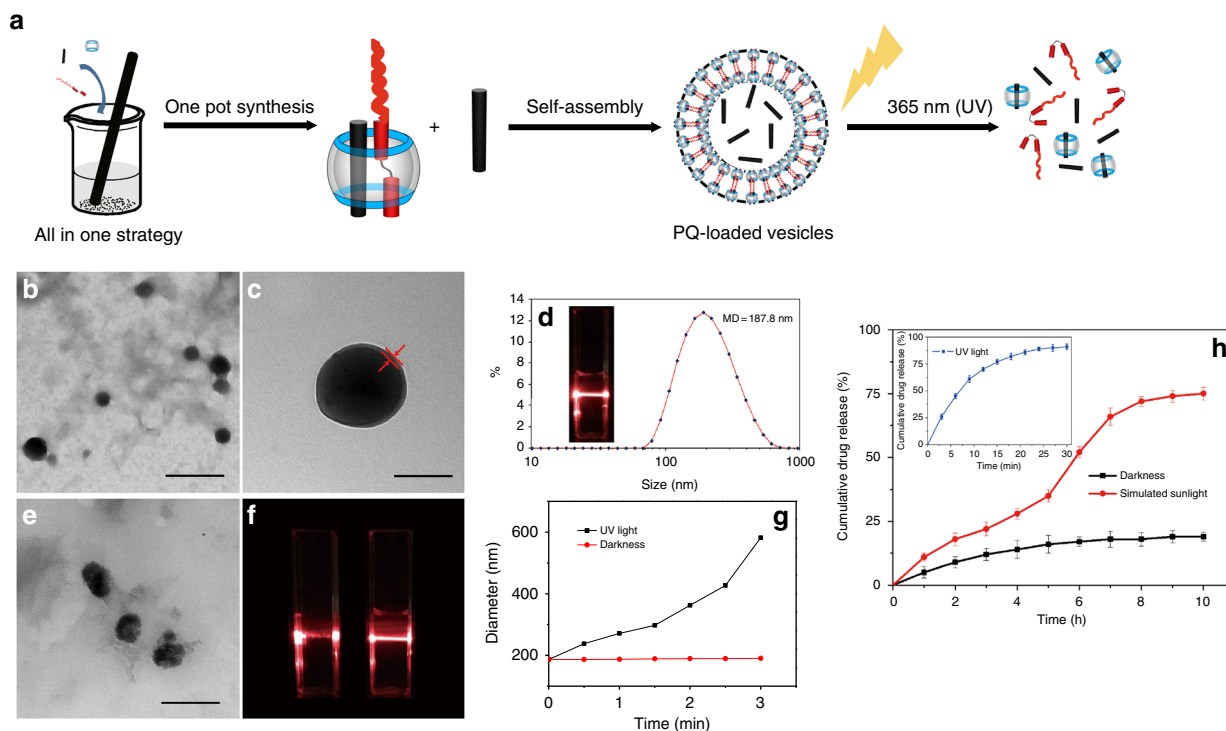 a
One pot synthesis
+
Self-assembly
365 nm (UV)
All in one strategy
PQ-loaded vesicles
b
c
d
MD = 187.8 nm
%
14
12
10
8
6
4
2
0
10
100
1000
Size (nm)
e
f
g
UV light
Darkness
Diameter (nm)
600
400
200
0
1
2
3
Time (min)
h
Cumulative drug release (%)
100
75
50
25
0
0
2
4
6
8
10
Time (h)
Darkness
Simulated sunlight
UV light
Cumulative drug release (%)
100
75
50
25
0
0
5
10
15
20
25
30
Time (min)